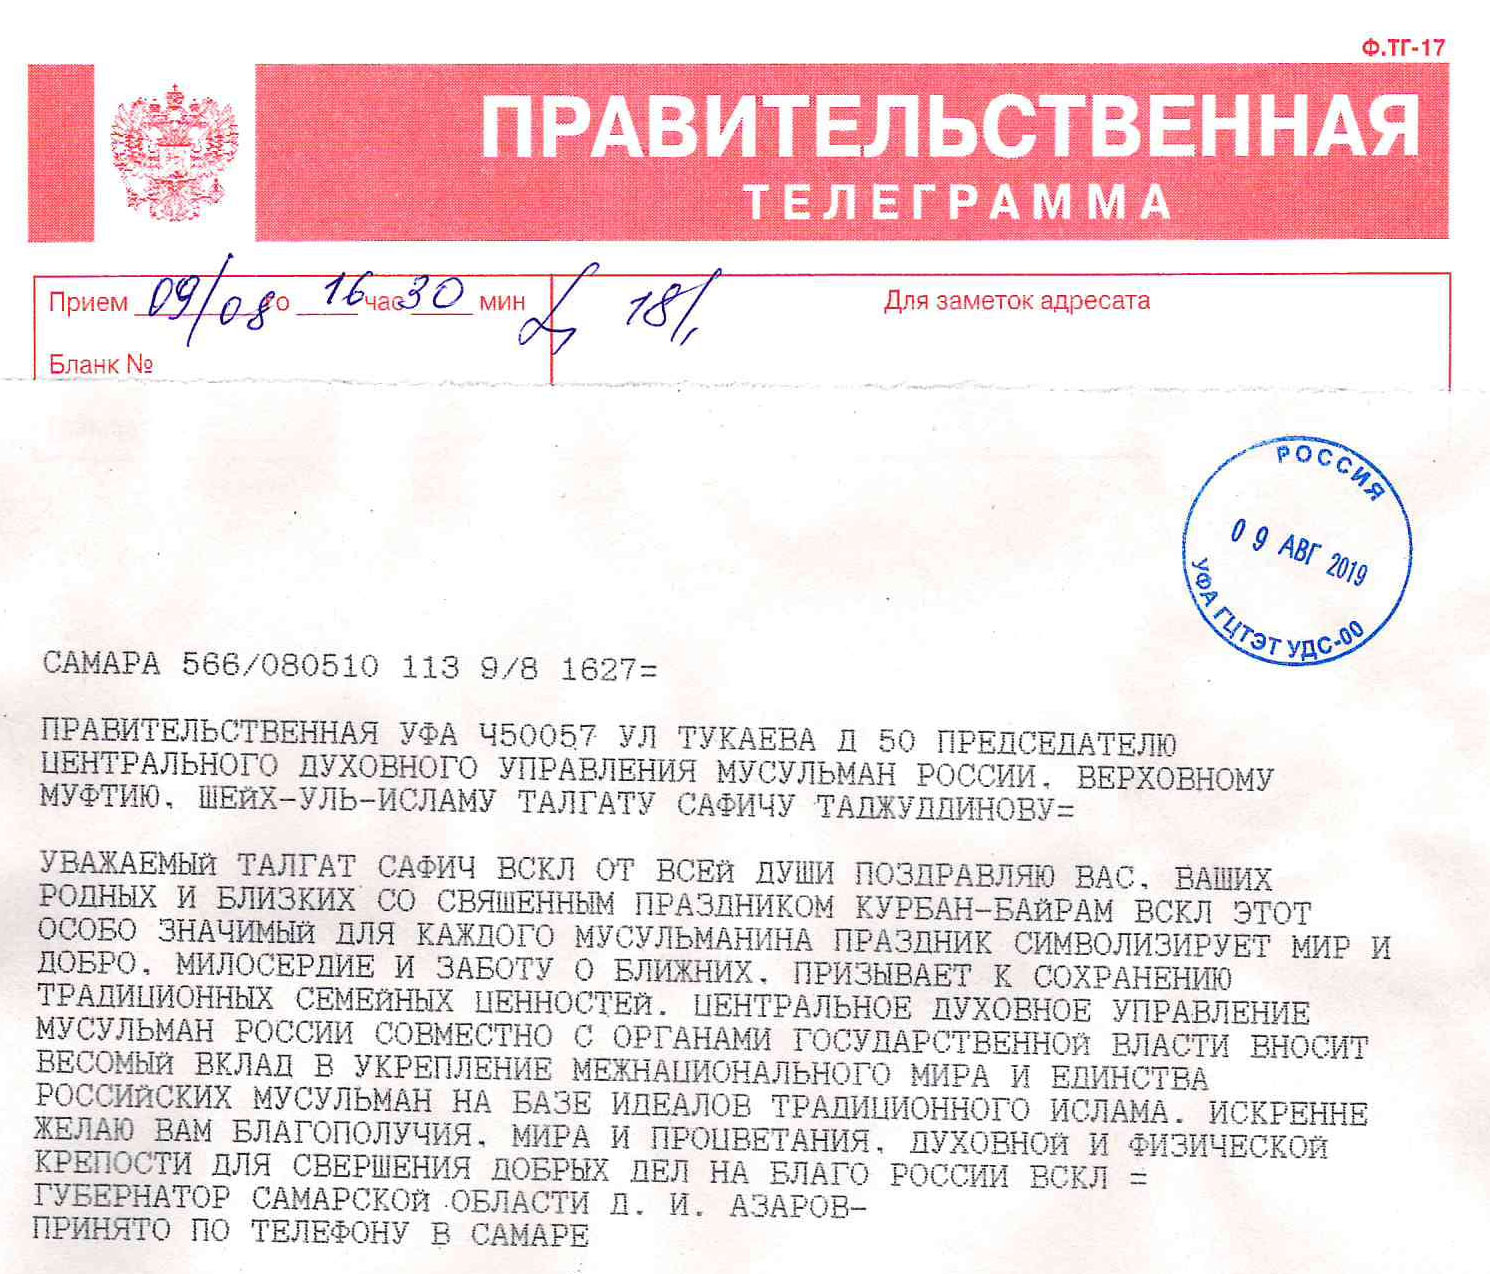 Ф.ТГ-17
ПРАВИТЕЛЬСТВЕННАЯ
ТЕЛЕГРАММА
Прием 09/08 го 16 час 30 мин
18/
Для заметок адресата
Бланк №
РОССИЯ
09 АВГ 2019
УФА ГЦТЭТ УДС-00
САМАРА 566/080510 113 9/8 1627=
ПРАВИТЕЛЬСТВЕННАЯ УФА Ч50057 УЛ ТУКАЕВА Д 50 ПРЕДСЕДАТЕЛЮ
ЦЕНТРАЛЬНОГО ДУХОВНОГО УПРАВЛЕНИЯ МУСУЛЬМАН РОССИИ, ВЕРХОВНОМУ
МУФТИЮ, ШЕЙХ-УЛЬ-ИСЛАМУ ТАЛГАТУ САФИЧУ ТАДЖУДДИНОВУ=
УВАЖАЕМЫЙ ТАЛГАТ САФИЧ ВСКЛ ОТ ВСЕЙ ДУШИ ПОЗДРАВЛЯЮ ВАС, ВАШИХ
РОДНЫХ И БЛИЗКИХ СО СВЯШЕННЫМ ПРАЗДНИКОМ КУРБАН-БАЙРАМ ВСКЛ ЭТОТ
ОСОБО ЗНАЧИМЫЙ ДЛЯ КАЖДОГО МУСУЛЬМАНИНА ПРАЗДНИК СИМВОЛИЗИРУЕТ МИР И
ДОБРО, МИЛОСЕРДИЕ И ЗАБОТУ О БЛИЖНИХ, ПРИЗЫВАЕТ К СОХРАНЕНИЮ
ТРАДИЦИОННЫХ СЕМЕЙНЫХ ЦЕННОСТЕЙ. ЦЕНТРАЛЬНОЕ ДУХОВНОЕ УПРАВЛЕНИЕ
МУСУЛЬМАН РОССИИ СОВМЕСТНО С ОРГАНАМИ ГОСУДАРСТВЕННОЙ ВЛАСТИ ВНОСИТ
ВЕСОМЫЙ ВКЛАД В УКРЕПЛЕНИЕ МЕЖНАЦИОНАЛЬНОГО МИРА И ЕДИНСТВА
РОССИЙСКИХ МУСУЛЬМАН НА БАЗЕ ИДЕАЛОВ ТРАДИЦИОННОГО ИСЛАМА. ИСКРЕННЕ
ЖЕЛАЮ ВАМ БЛАГОПОЛУЧИЯ, МИРА И ПРОЦВЕТАНИЯ, ДУХОВНОЙ И ФИЗИЧЕСКОЙ
КРЕПОСТИ ДЛЯ СВЕРШЕНИЯ ДОБРЫХ ДЕЛ НА БЛАГО РОССИИ ВСКЛ =
ГУБЕРНАТОР САМАРСКОЙ ОБЛАСТИ Д. И. АЗАРОВ-
ПРИНЯТО ПО ТЕЛЕФОНУ В САМАРЕ